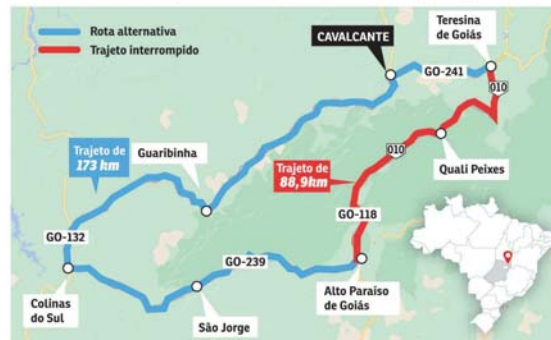 Rota alternativa
Trajeto interrompido
CAVALCANTE
Teresina
de Goiás
GO-241
010
Trajeto de
173 km
Guaribinha
010
Quali Peixes
Trajeto de
88,9km
GO-132
GO-118
GO-239
Colinas
do Sul
São Jorge
Alto Paraíso
de Goiás